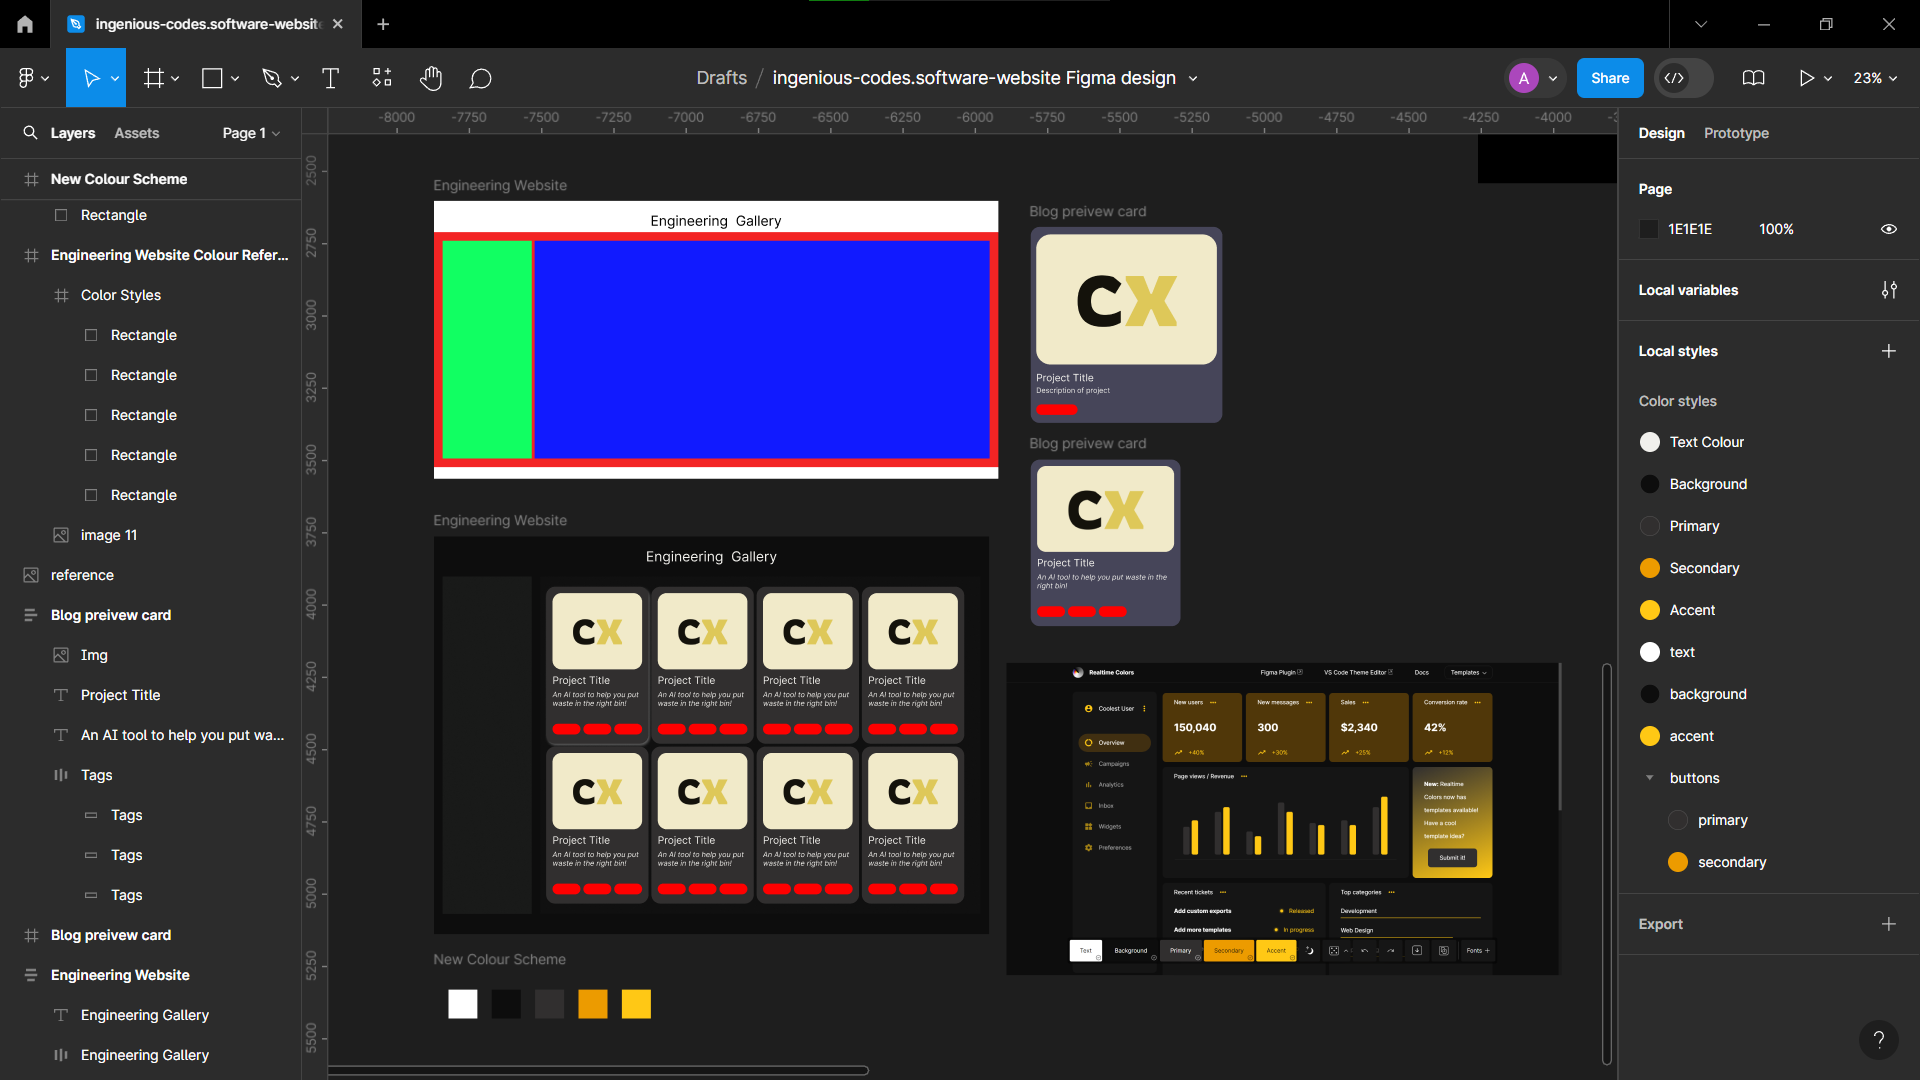 ingenious-codes.software-websit
Drafts / ingenious-codes.software-website Figma design
A
Share
23%
Layers
Assets
Page 1
New Colour Scheme
Rectangle
Engineering Website Colour Refer...
Color Styles
Rectangle
Rectangle
Rectangle
Rectangle
Rectangle
image 11
reference
Blog preivew card
Img
Project Title
An AI tool to help you put wa...
Tags
Tags
Tags
Tags
Blog preivew card
Engineering Website
Engineering Gallery
Engineering Gallery
-8000 -7750 -7500 -7250 -7000 -6750 -6500 -6250 -6000 -5750 -5500 -5250 -5000 -4750 -4500 -4250 -4000
2500
2750
3000
3250
3500
3750
4000
4250
4500
4750
5000
5250
5500
Engineering Website
Engineering Gallery
Blog preivew card
CX
Project Title
Description of project
Blog preivew card
CX
Project Title
An AI tool to help you put waste in the
right bin!
Engineering Website
Engineering Gallery
CX CX CX CX
Project Title Project Title Project Title Project Title
An AI tool to help you put An AI tool to help you put An AI tool to help you put An AI tool to help you put
waste in the right bin! waste in the right bin! waste in the right bin! waste in the right bin!
CX CX CX CX
Project Title Project Title Project Title Project Title
An AI tool to help you put An AI tool to help you put An AI tool to help you put An AI tool to help you put
waste in the right bin! waste in the right bin! waste in the right bin! waste in the right bin!
New Colour Scheme
Realtime Colors
Figma Plugin
VS Code Theme Editor
Docs
Templates
Coolest User
Overview
Campaigns
Analytics
Inbox
Widgets
Preferences
New users
150,040
+40%
New messages
300
+30%
Sales
$2,340
+25%
Conversion rate
42%
+12%
Page views / Revenue
New: Realtime
Colors now has
templates available!
Have a cool
template idea?
Submit it!
Recent tickets
Add custom exports
Released
Add more templates
In progress
Top categories
Development
Web Design
Text
Background
Primary
Secondary
Accent
Fonts +
Design
Prototype
Page
1E1E1E
100%
Local variables
Local styles
Color styles
Text Colour
Background
Primary
Secondary
Accent
text
background
accent
buttons
primary
secondary
Export
?